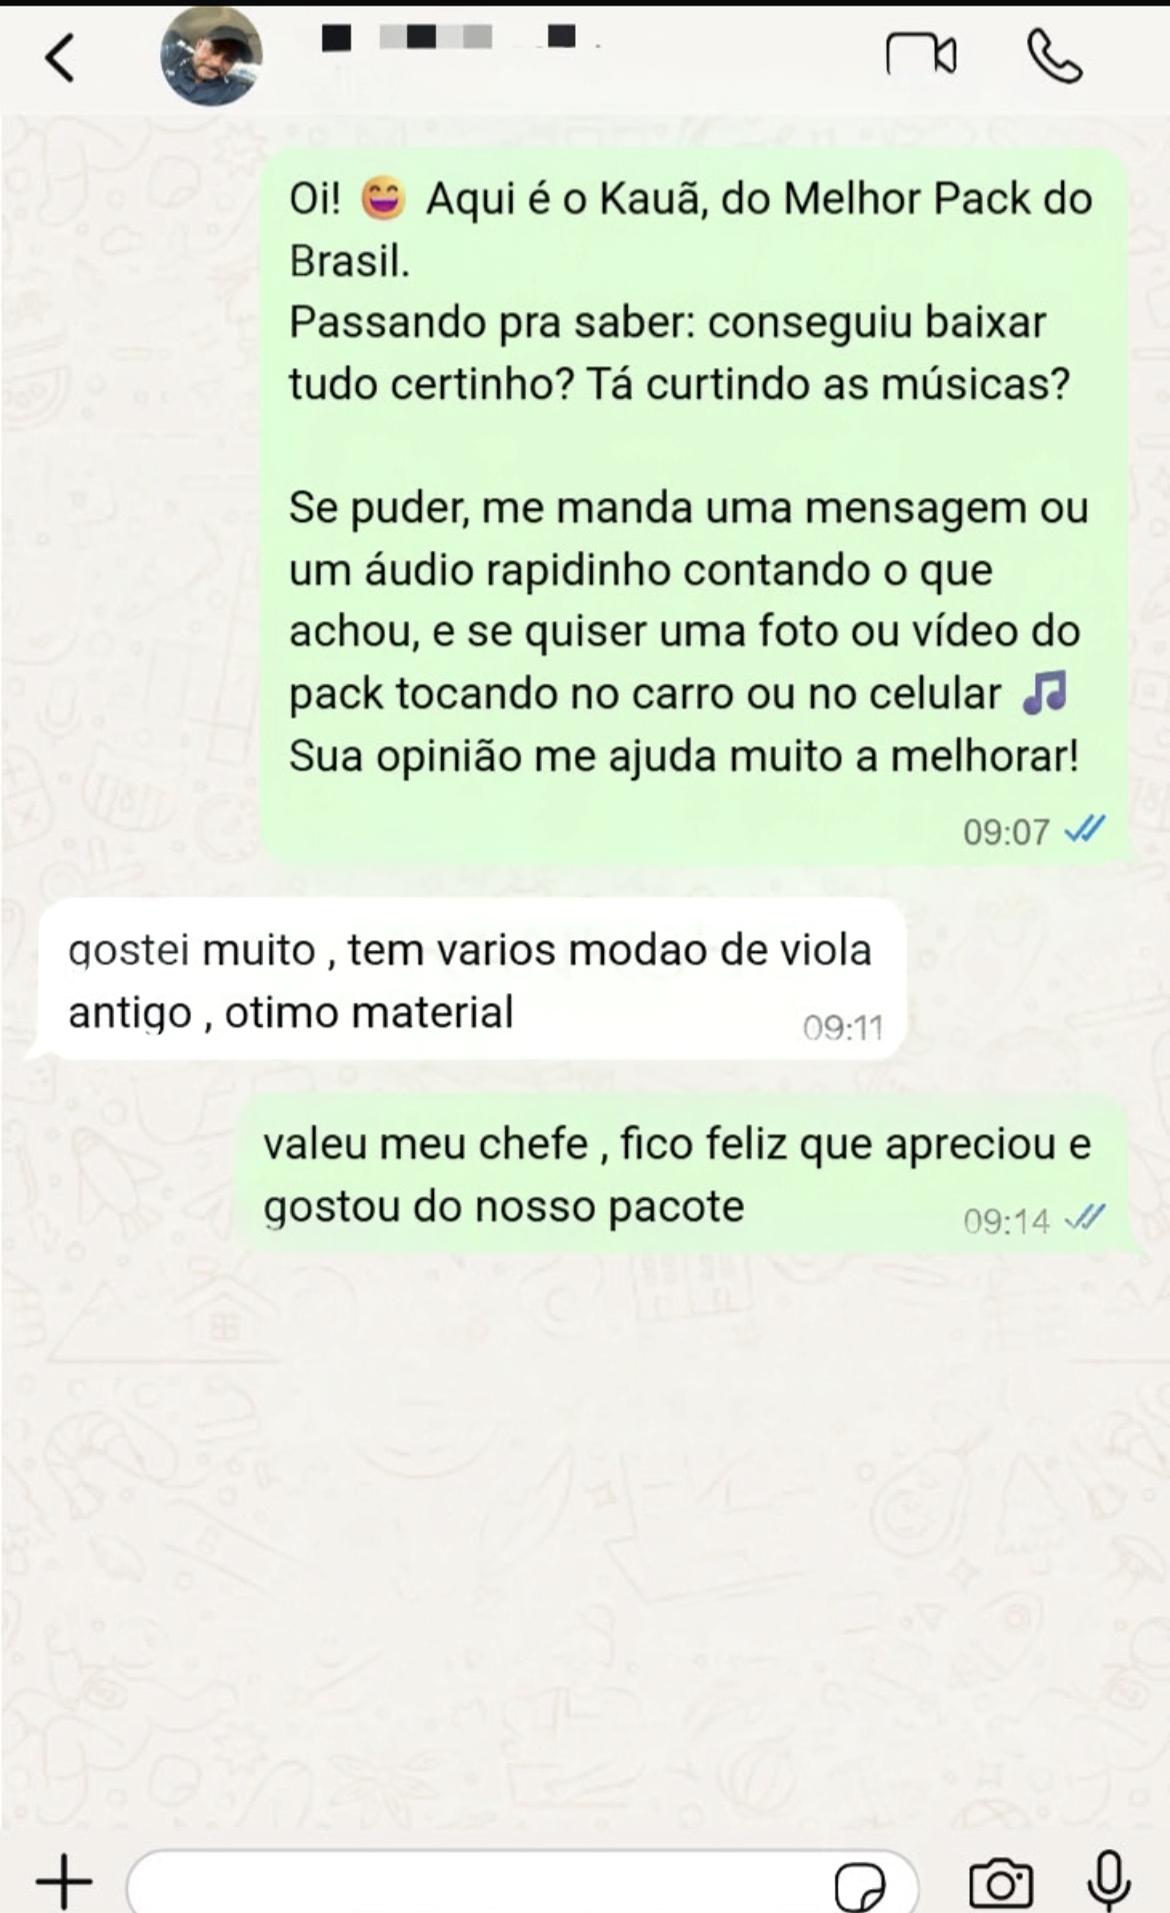 Oi! 😄 Aqui é o Kauã, do Melhor Pack do
Brasil.
Passando pra saber: conseguiu baixar
tudo certinho? Tá curtindo as músicas?
Se puder, me manda uma mensagem ou
um áudio rapidinho contando o que
achou, e se quiser uma foto ou vídeo do
pack tocando no carro ou no celular 🎵
Sua opinião me ajuda muito a melhorar!
09:07
gostei muito , tem varios modao de viola
antigo , otimo material
09:11
valeu meu chefe , fico feliz que apreciou e
gostou do nosso pacote
09:14